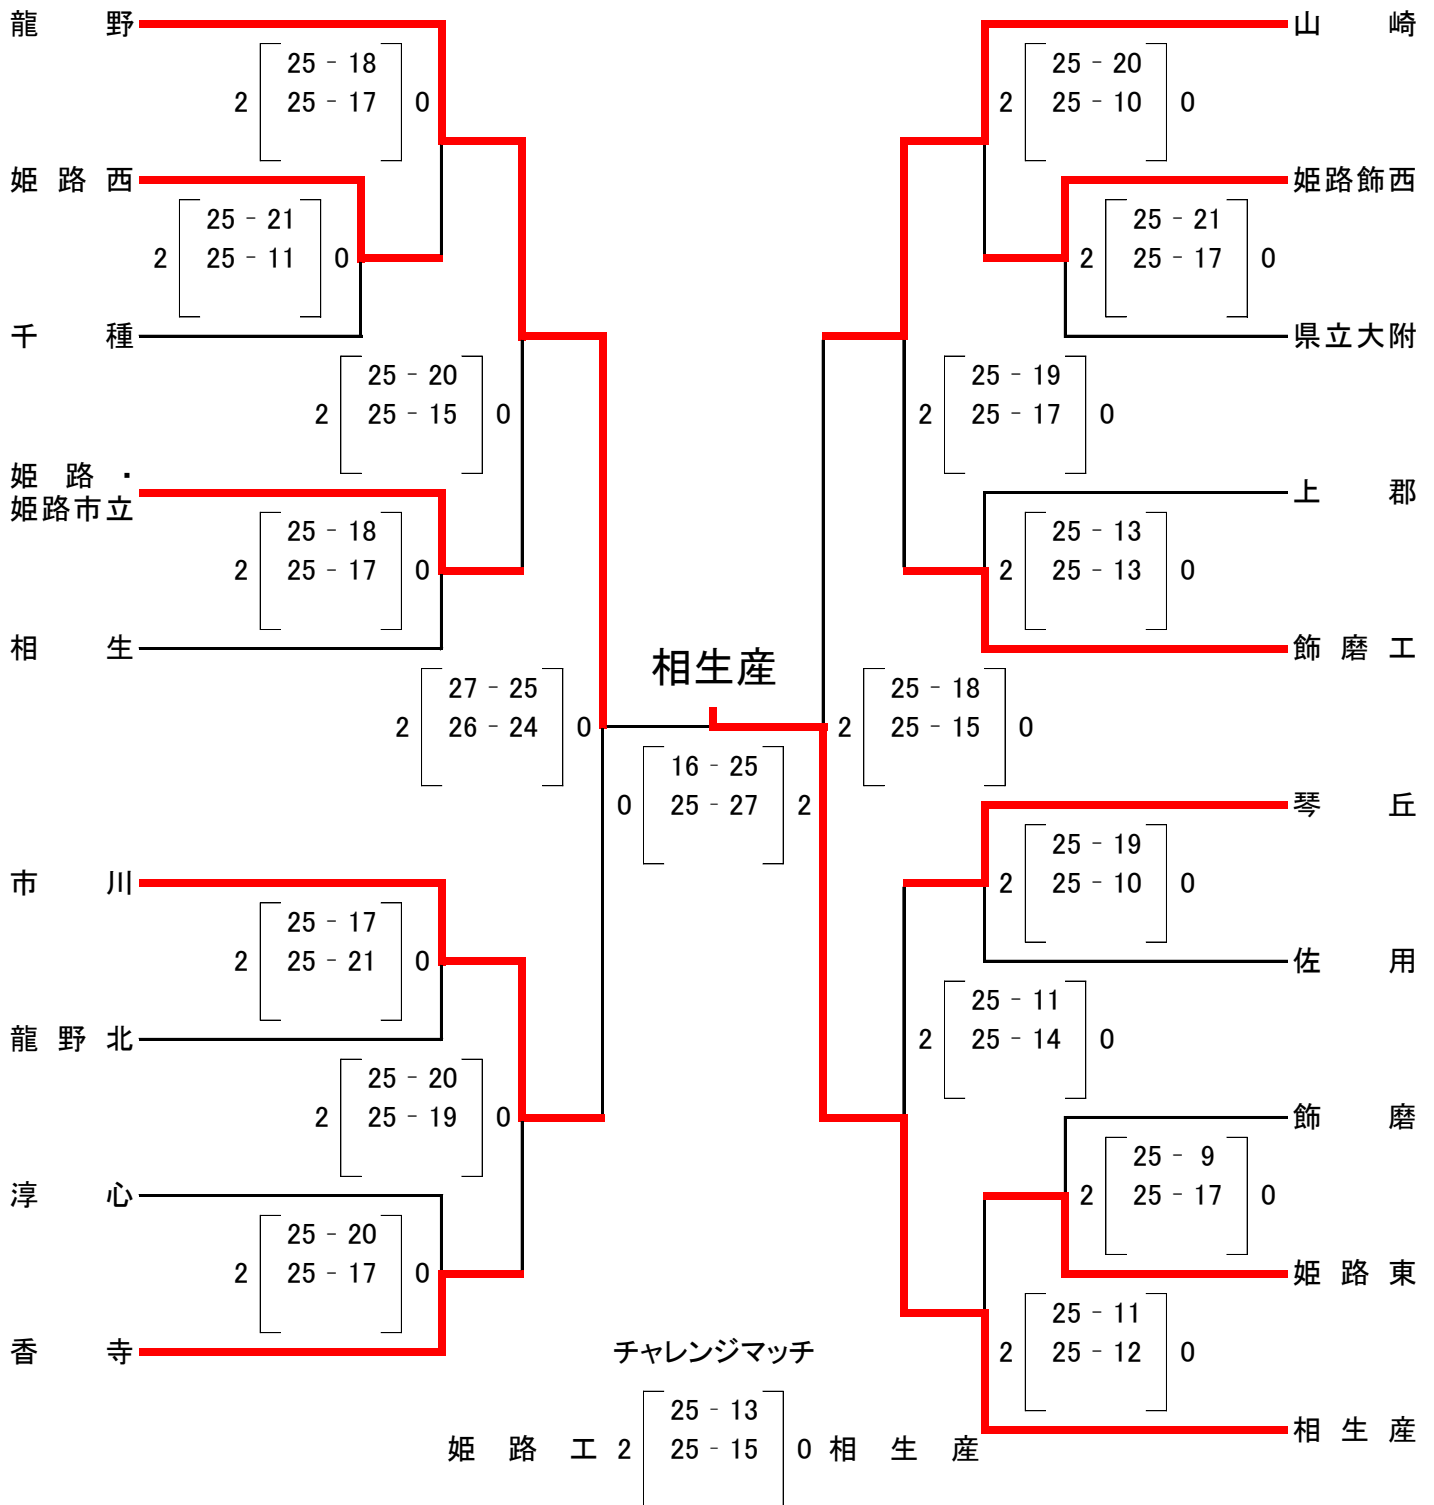 龍野
25 - 18
2 25 - 17 0
姫路西
25 - 21
2 25 - 11 0
千種
25 - 20
2 25 - 15 0
姫路・
姫路市立
25 - 18
2 25 - 17 0
相生
27 - 25
2 26 - 24 0
市川
25 - 17
2 25 - 21 0
龍野北
25 - 20
2 25 - 19 0
淳心
25 - 20
2 25 - 17 0
香寺
相生産
16 - 25
0 25 - 27 2
山崎
25 - 20
2 25 - 10 0
姫路飾西
25 - 21
2 25 - 17 0
県立大附
25 - 19
2 25 - 17 0
上郡
25 - 13
2 25 - 13 0
飾磨工
25 - 18
2 25 - 15 0
琴丘
25 - 19
2 25 - 10 0
佐用
25 - 11
2 25 - 14 0
飾磨
25 - 9
2 25 - 17 0
姫路東
25 - 11
2 25 - 12 0
相生産
チャレンジマッチ
25 - 13
姫路工 2 25 - 15 0 相生産